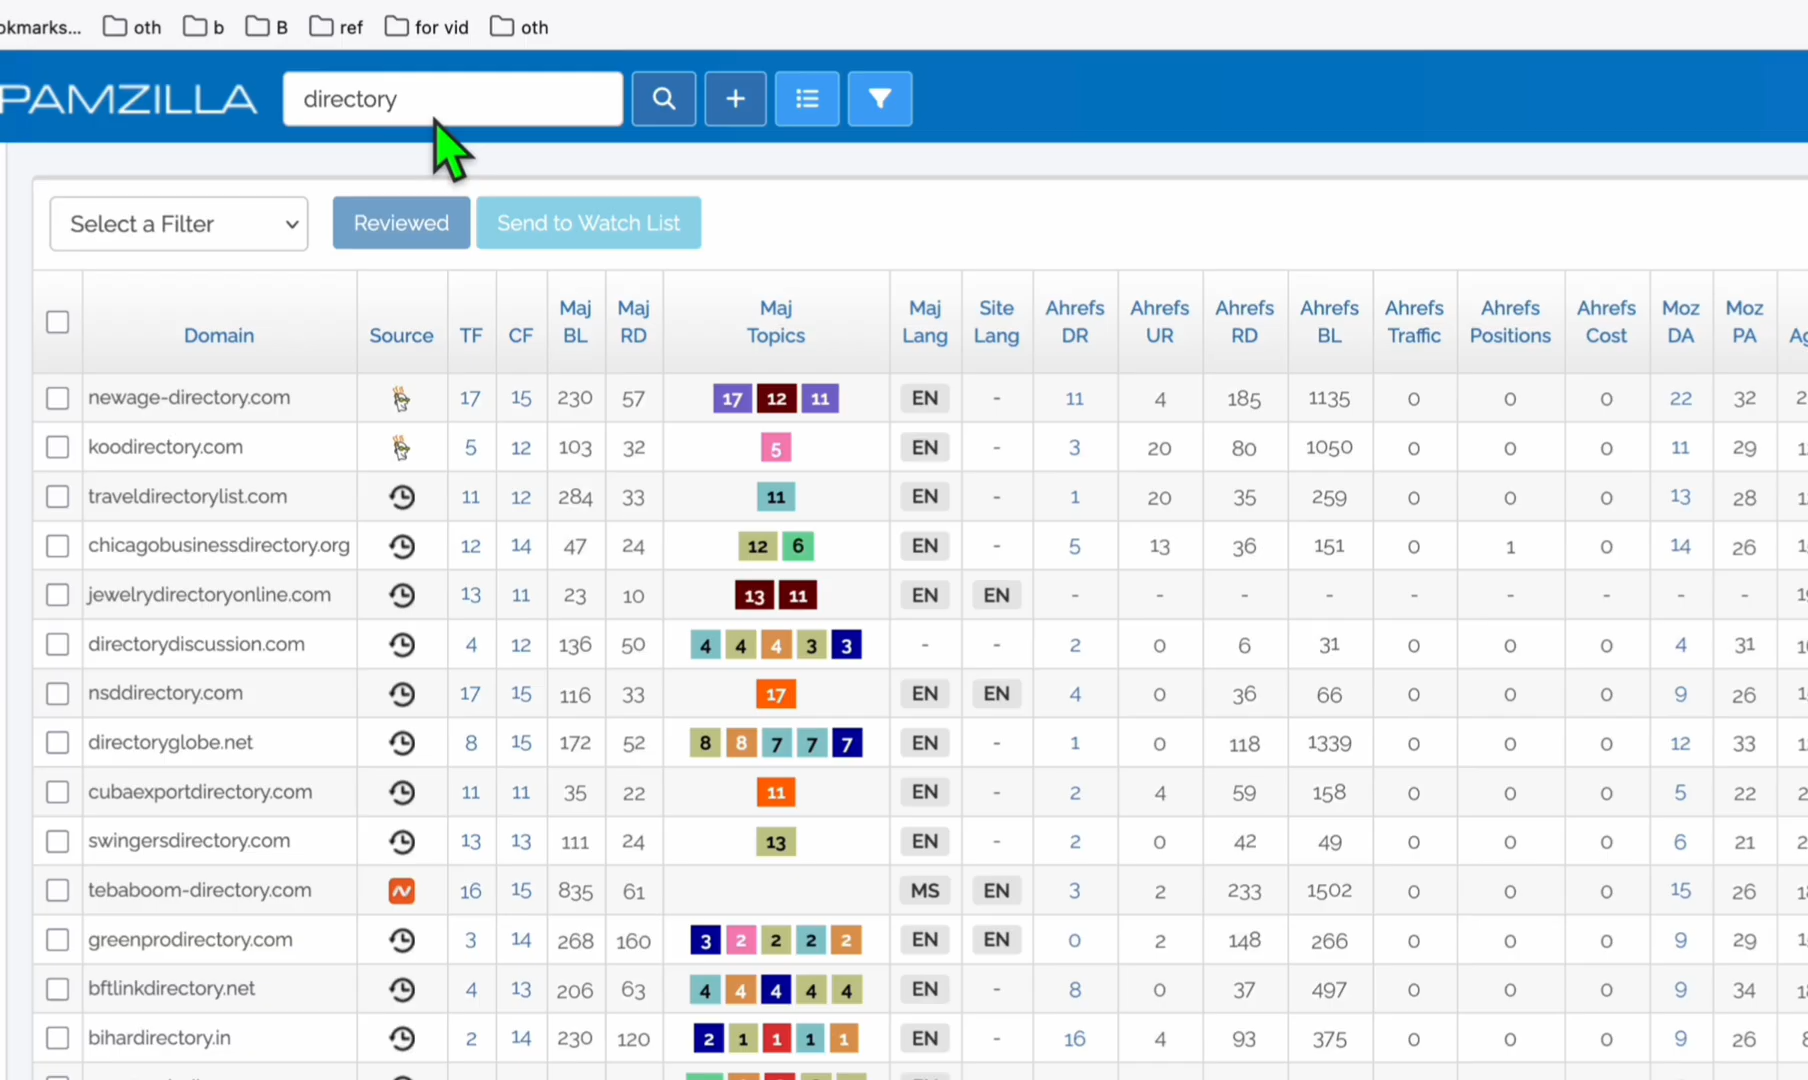 okmarks... oth b B ref for vid oth
PAMZILLA directory
Select a Filter Reviewed Send to Watch List
Domain Source TF CF Maj BL Maj RD Maj Topics Maj Lang Site Lang Ahrefs DR Ahrefs UR Ahrefs RD Ahrefs BL Ahrefs Traffic Ahrefs Positions Ahrefs Cost Moz DA Moz PA
newage-directory.com 17 15 230 57 17 12 11 EN - 11 4 185 1135 0 0 0 22 32
koodirectory.com 5 12 103 32 5 EN - 3 20 80 1050 0 0 0 11 29
traveldirectorylist.com 11 12 284 33 11 EN - 1 20 35 259 0 0 0 13 28
chicagobusinessdirectory.org 12 14 47 24 12 6 EN - 5 13 36 151 0 1 0 14 26
jewelrydirectoryonline.com 13 11 23 10 13 11 EN EN - - - - - - - - -
directorydiscussion.com 4 12 136 50 4 4 4 3 3 - - 2 0 6 31 0 0 0 4 31
nsddirectory.com 17 15 116 33 17 EN EN 4 0 36 66 0 0 0 9 26
directoryglobe.net 8 15 172 52 8 8 7 7 7 EN - 1 0 118 1339 0 0 0 12 33
cubaexportdirectory.com 11 11 35 22 11 EN - 2 4 59 158 0 0 0 5 22
swingersdirectory.com 13 13 111 24 13 EN - 2 0 42 49 0 0 0 6 21
tebaboom-directory.com 16 15 835 61 MS EN 3 2 233 1502 0 0 0 15 26
greenprodirectory.com 3 14 268 160 3 2 2 2 2 EN EN 0 2 148 266 0 0 0 9 29
bftlinkdirectory.net 4 13 206 63 4 4 4 4 4 EN - 8 0 37 497 0 0 0 9 34
bihardirectory.in 2 14 230 120 2 1 1 1 1 EN - 16 4 93 375 0 0 0 9 26